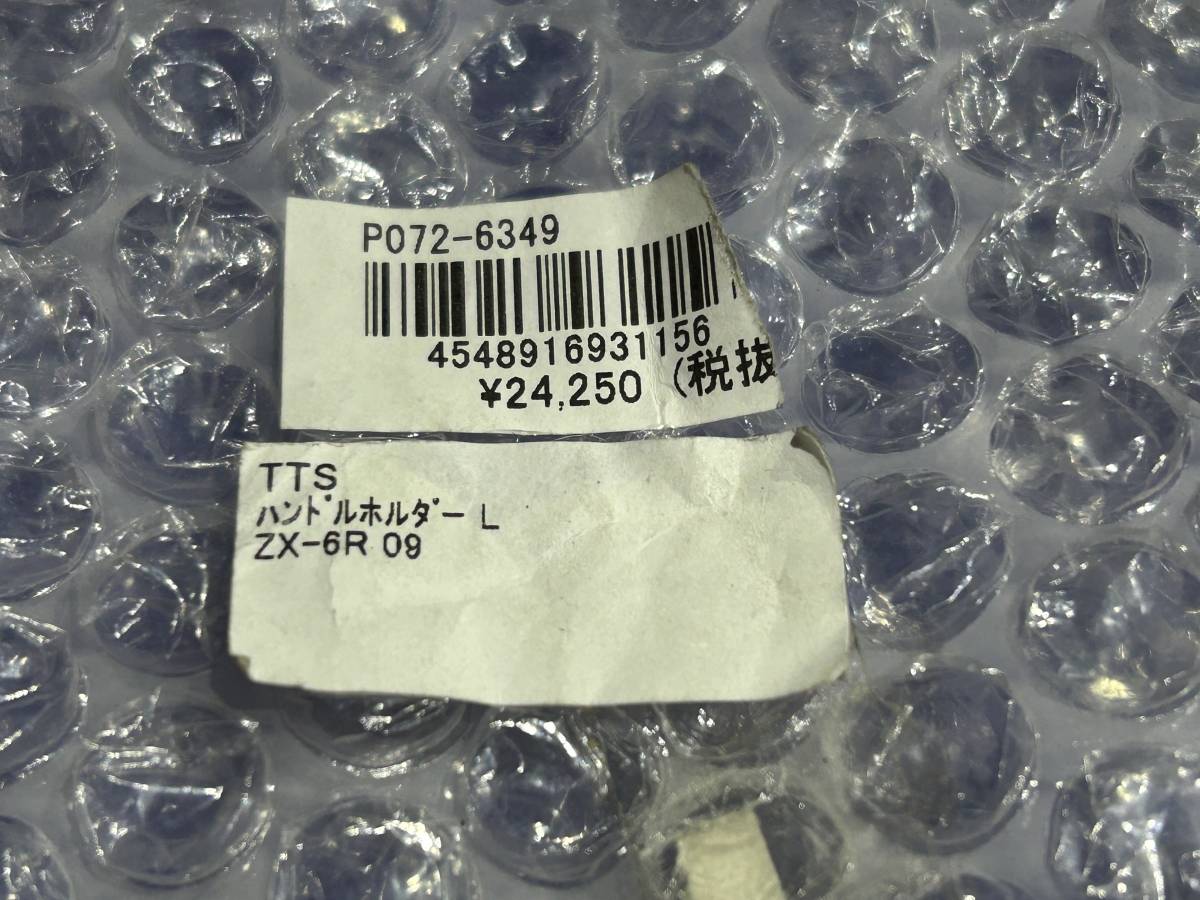 P072-6349
4548916931156
¥24,250 (税抜
TTS
ﾊﾝﾄﾞﾙﾎﾙﾀﾞｰ L
ZX-6R 09